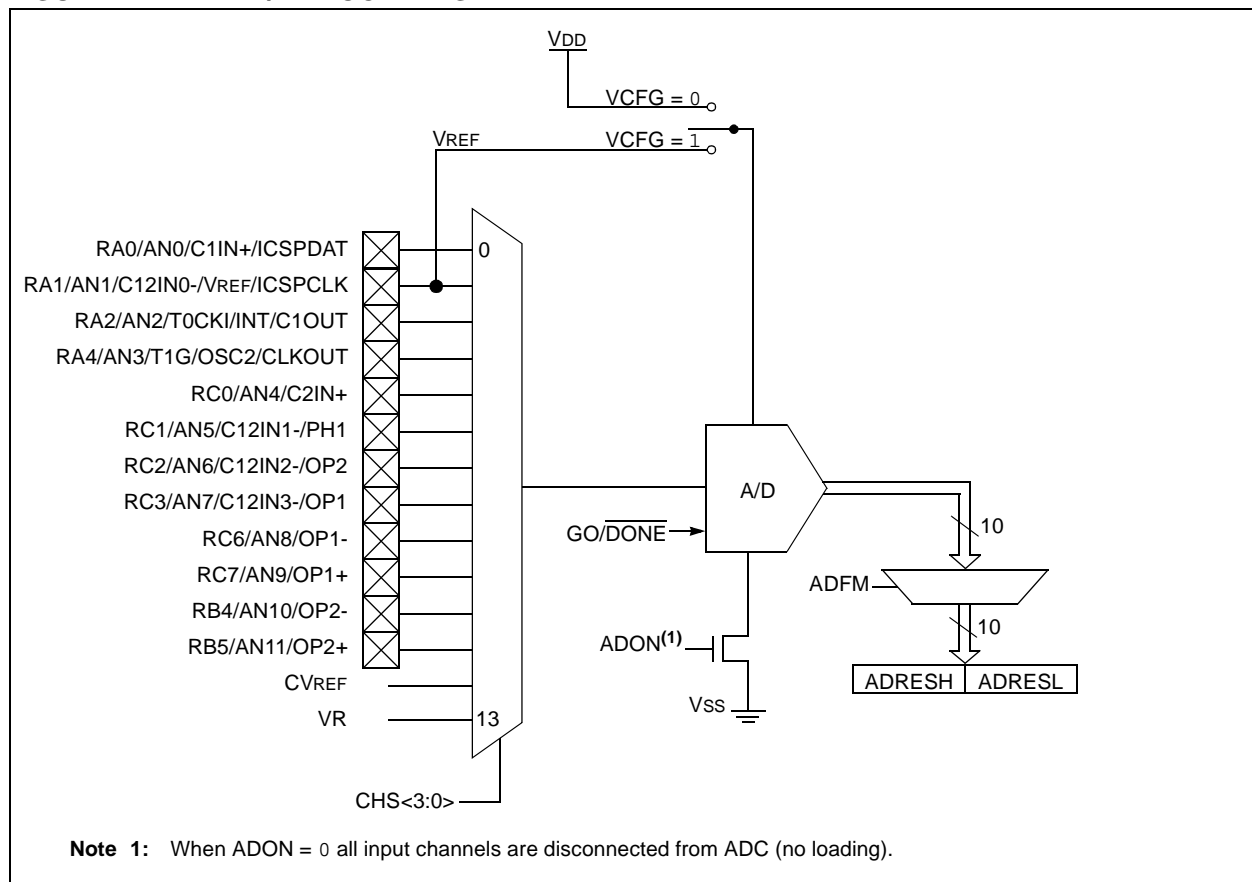 VDD
VCFG = 0
VREF
VCFG = 1
RA0/AN0/C1IN+/ICSPDAT
0
RA1/AN1/C12IN0-/VREF/ICSPCLK
RA2/AN2/T0CKI/INT/C1OUT
RA4/AN3/T1G/OSC2/CLKOUT
RC0/AN4/C2IN+
RC1/AN5/C12IN1-/PH1
RC2/AN6/C12IN2-/OP2
RC3/AN7/C12IN3-/OP1
RC6/AN8/OP1-
RC7/AN9/OP1+
RB4/AN10/OP2-
RB5/AN11/OP2+
CVREF
VR
13
CHS<3:0>
A/D
GO/DONE
10
ADFM
10
ADON(1)
ADRESH ADRESL
VSS
Note 1: When ADON = 0 all input channels are disconnected from ADC (no loading).